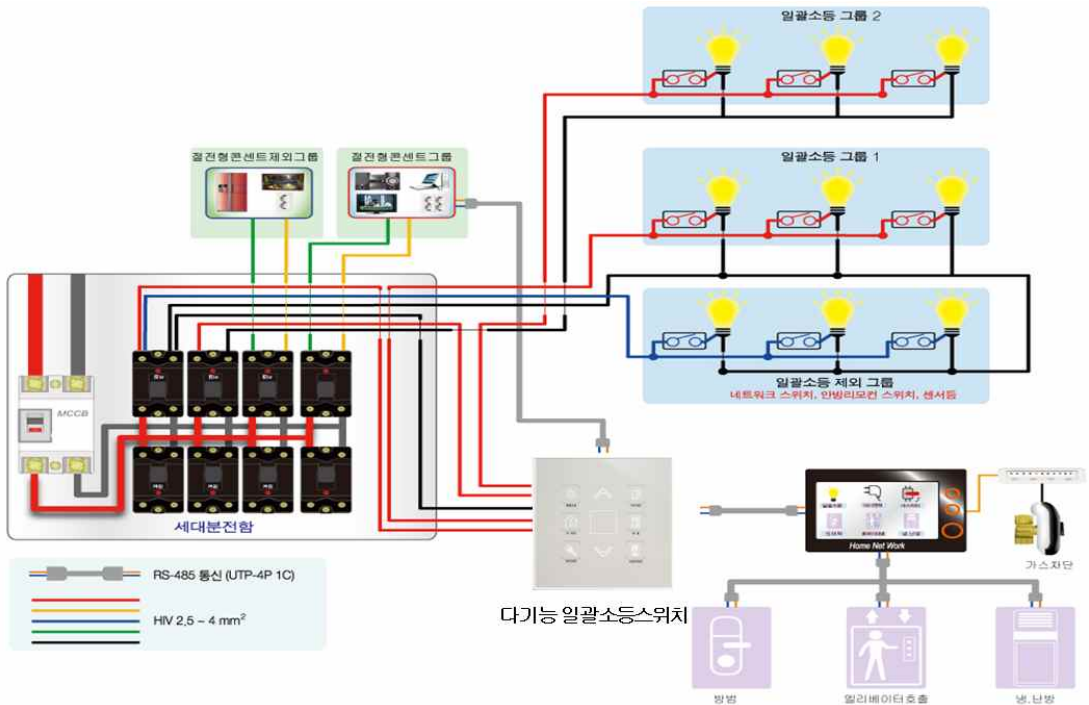 일괄소등 그룹 2
절전형콘센트제외그룹
절전형콘센트그룹
일괄소등 그룹 1
일괄소등 제외 그룹
네트워크 스위치, 안방리모컨 스위치, 센서등
MCCB
세대분전함
Home Net Work
가스차단
RS-485 통신 (UTP-4P 1C)
HIV 2,5 ~ 4 mm²
다기능 일괄소등스위치
방범
엘리베이터호출
냉,난방